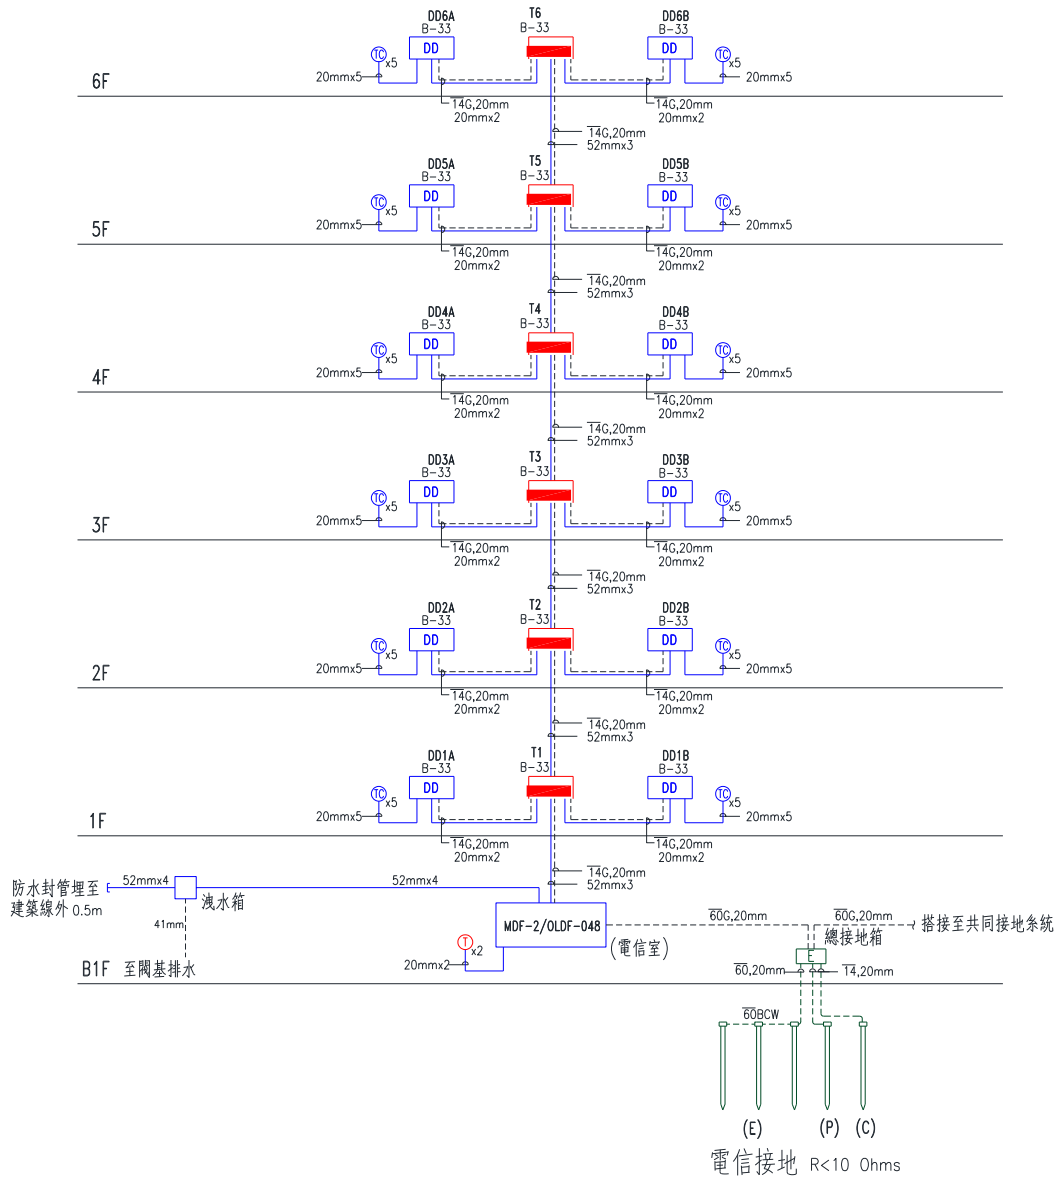 DD6A
T6
DD6B
B-33
B-33
B-33
TC
DD
DD
TC
x5
x5
20mmx5
20mmx5
6F
14G,20mm
20mmx2
14G,20mm
20mmx2
14G,20mm
52mmx3
DD5A
T5
DD5B
B-33
B-33
B-33
TC
DD
DD
TC
x5
x5
20mmx5
20mmx5
5F
14G,20mm
20mmx2
14G,20mm
20mmx2
14G,20mm
52mmx3
DD4A
T4
DD4B
B-33
B-33
B-33
TC
DD
DD
TC
x5
x5
20mmx5
20mmx5
4F
14G,20mm
20mmx2
14G,20mm
20mmx2
14G,20mm
52mmx3
DD3A
T3
DD3B
B-33
B-33
B-33
TC
DD
DD
TC
x5
x5
20mmx5
20mmx5
3F
14G,20mm
20mmx2
14G,20mm
20mmx2
14G,20mm
52mmx3
DD2A
T2
DD2B
B-33
B-33
B-33
TC
DD
DD
TC
x5
x5
20mmx5
20mmx5
2F
14G,20mm
20mmx2
14G,20mm
20mmx2
14G,20mm
52mmx3
DD1A
T1
DD1B
B-33
B-33
B-33
TC
DD
DD
TC
x5
x5
20mmx5
20mmx5
1F
14G,20mm
20mmx2
14G,20mm
20mmx2
14G,20mm
52mmx3
防水封管埋至
建築線外 0.5m
52mmx4
52mmx4
洩水箱
41mm
MDF-2/OLDF-048
(電信室)
T
x2
20mmx2
60G,20mm
60G,20mm
搭接至共同接地系統
總接地箱
E
B1F 至閥基排水
60,20mm
14,20mm
60BCW
(E)
(P)
(C)
電信接地 R<10 Ohms